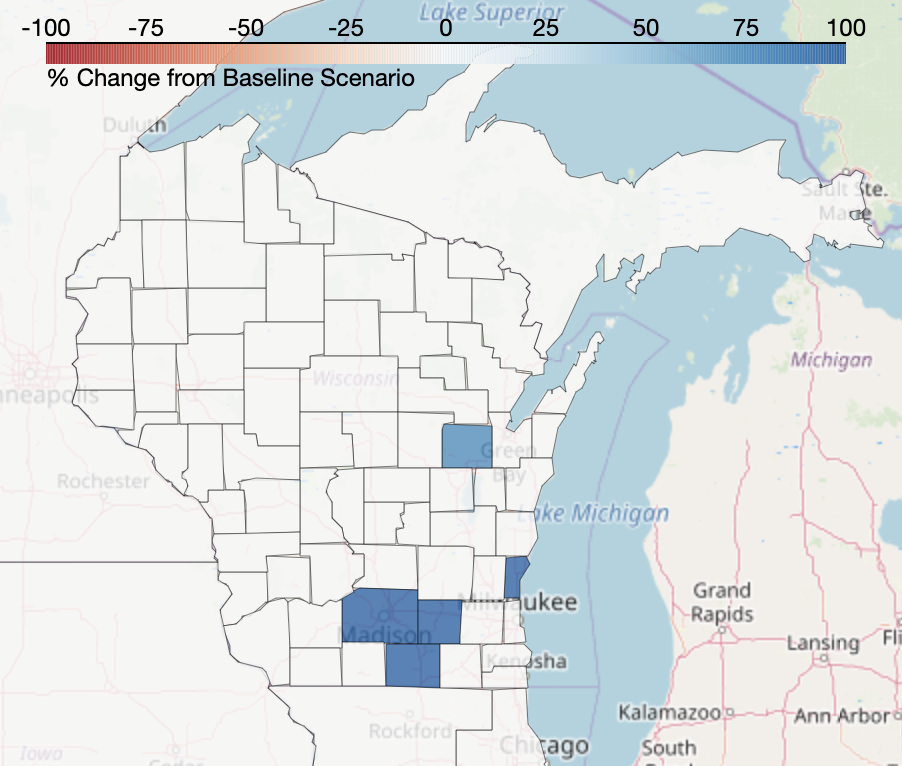 Lake Superior
-100 -75 -50 -25 0 25 50 75 100
% Change from Baseline Scenario
Duluth
Sault Ste.
Marie
Michigan
Wisconsin
nneapolis
Green
Bay
Rochester
Lake Michigan
Milwaukee
Grand
Rapids
Madison
Lansing
Fli
Kenosha
Kalamazoo
Ann Arbor
Rockford
Chicago
South
Iowa